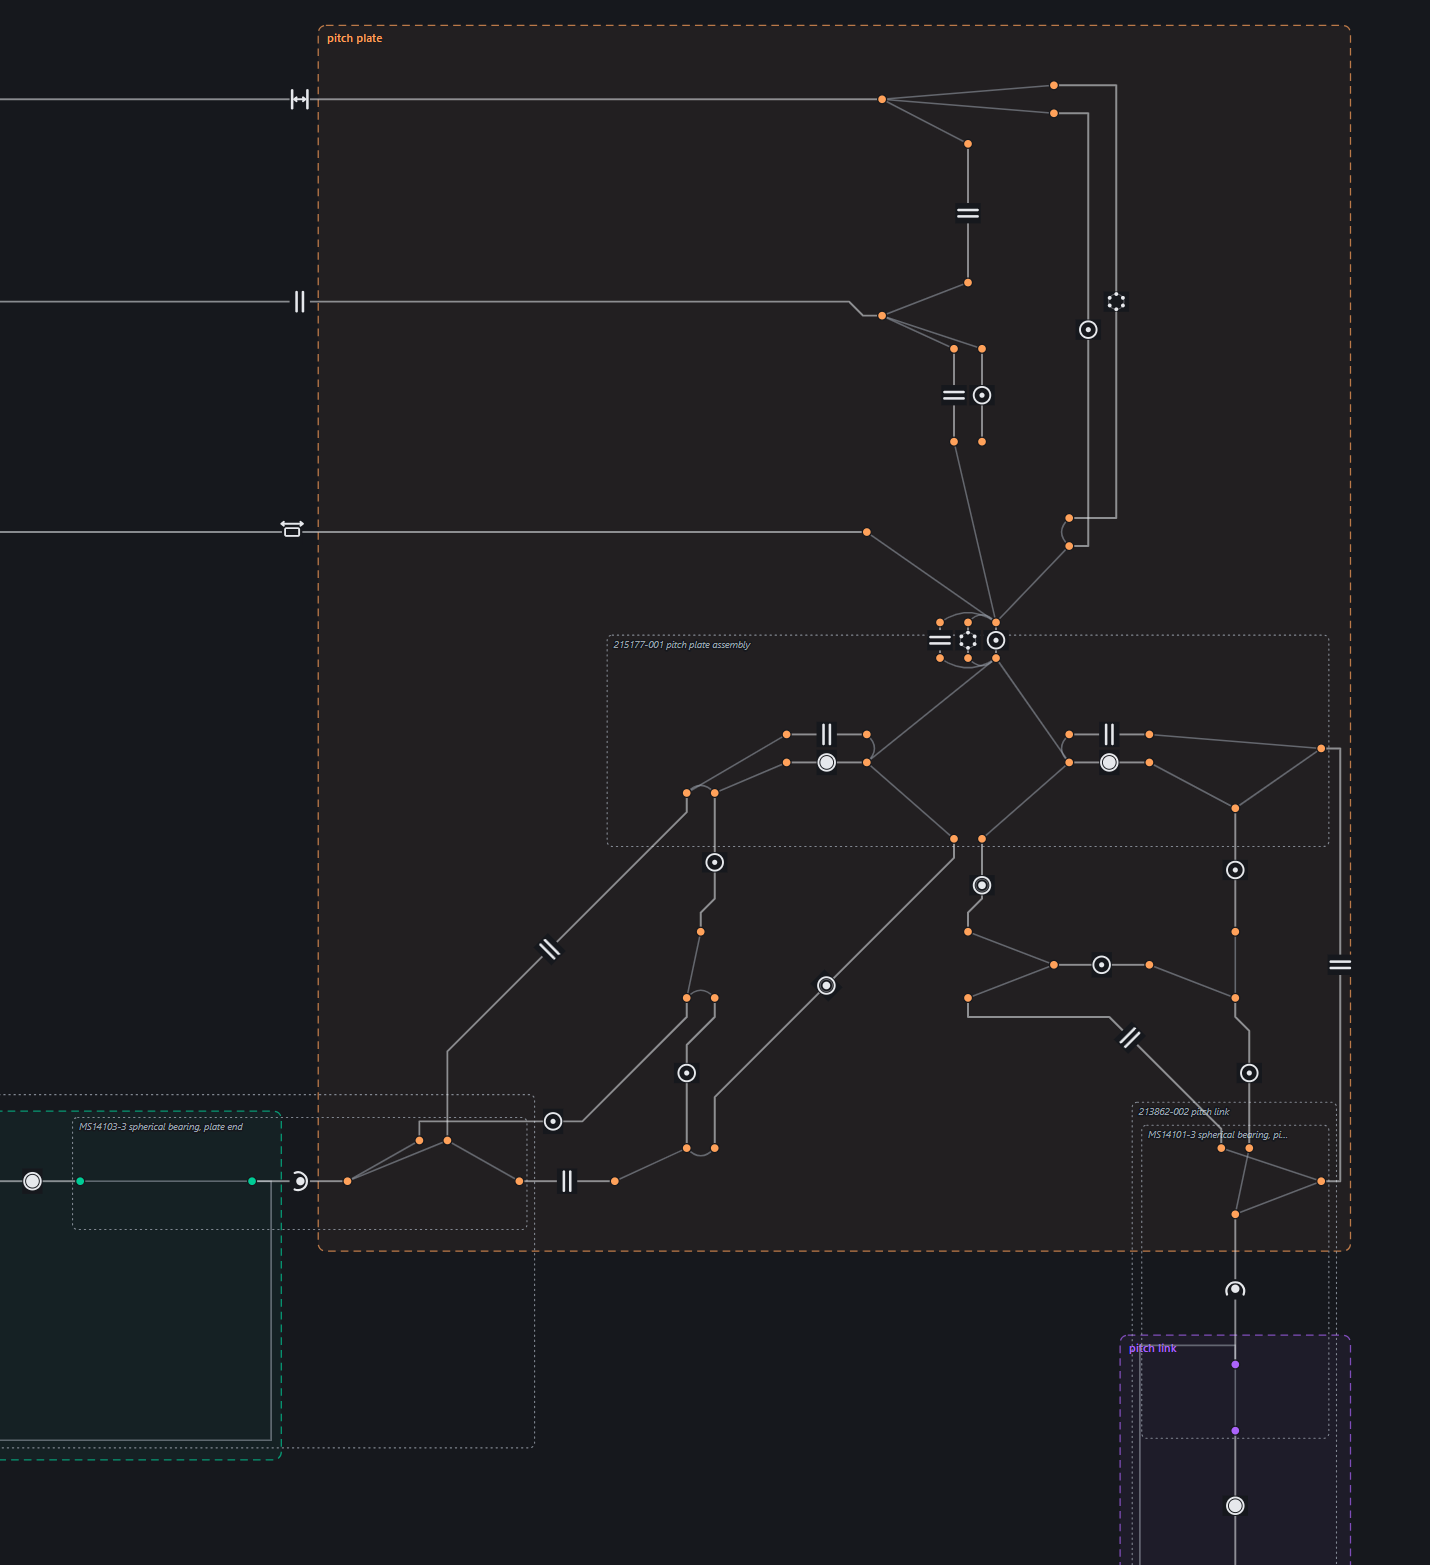 pitch plate
215177-001 pitch plate assembly
213862-002 pitch link
MS14103-3 spherical bearing, plate end
MS14101-3 spherical bearing, pi...
pitch link